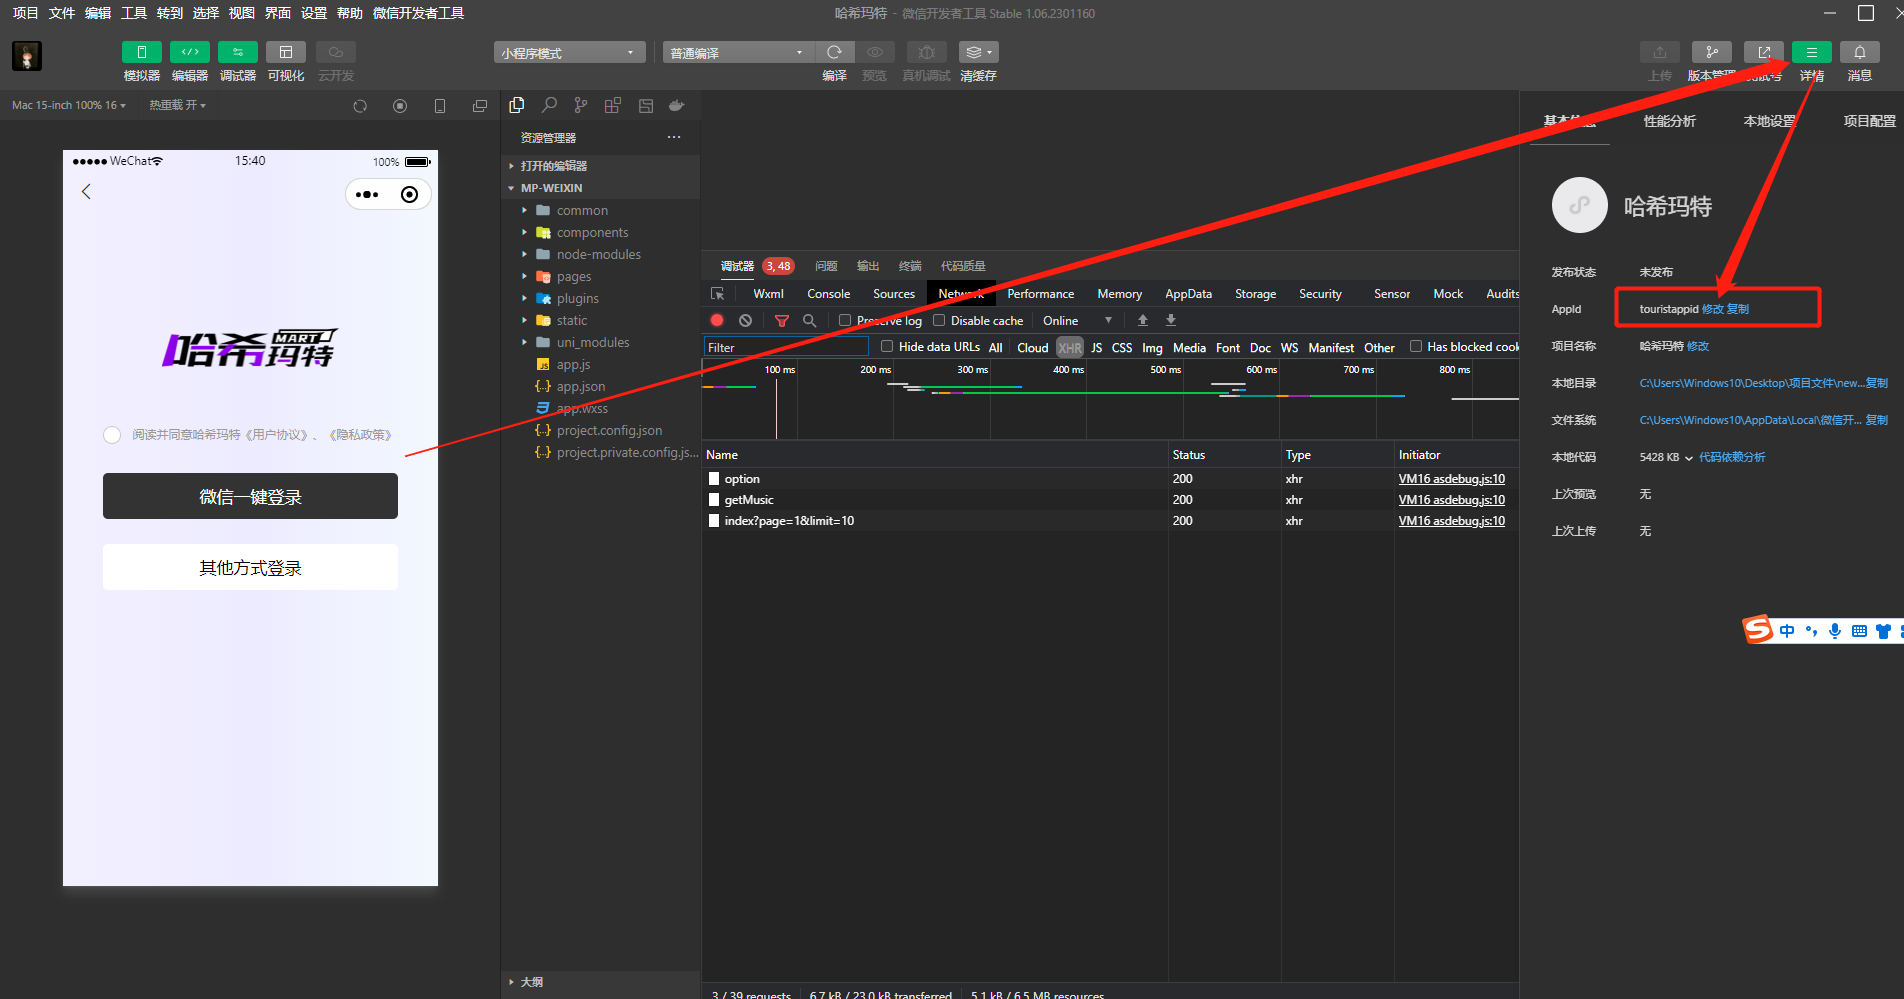 项目 文件 编辑 工具 转到 选择 视图 界面 设置 帮助 微信开发者工具
哈希玛特 - 微信开发者工具 Stable 1.06.2301160
模拟器 编辑器 调试器 可视化 云开发
小程序模式
普通编译
编译 预览 真机调试 清缓存
上传 版本管理 详情 消息
Mac 15-inch 100% 16
热重载 开
WeChat
15:40
100%
哈希玛特
MART
阅读并同意哈希玛特《用户协议》、《隐私政策》
微信一键登录
其他方式登录
资源管理器
打开的编辑器
MP-WEIXIN
common
components
node-modules
pages
plugins
static
uni_modules
app.js
app.json
app.wxss
project.config.json
project.private.config.js...
大纲
调试器 3, 48 问题 输出 终端 代码质量
Wxml Console Sources Network Performance Memory AppData Storage Security Sensor Mock Audits
Preserve log Disable cache Online
Filter Hide data URLs All Cloud XHR JS CSS Img Media Font Doc WS Manifest Other Has blocked cook
100 ms 200 ms 300 ms 400 ms 500 ms 600 ms 700 ms 800 ms
Name Status Type Initiator
option 200 xhr VM16 asdebug.js:10
getMusic 200 xhr VM16 asdebug.js:10
index?page=1&limit=10 200 xhr VM16 asdebug.js:10
3 / 39 requests 6.7 kB / 23.0 kB transferred 5.1 kB / 6.5 MB resources
基本信息 性能分析 本地设置 项目配置
哈希玛特
发布状态 未发布
AppId touristappid 修改 复制
项目名称 哈希玛特 修改
本地目录 C:\Users\Windows10\Desktop\项目文件\new... 复制
文件系统 C:\Users\Windows10\AppData\Local\微信开... 复制
本地代码 5428 KB 代码依赖分析
上次预览 无
上次上传 无
S 中